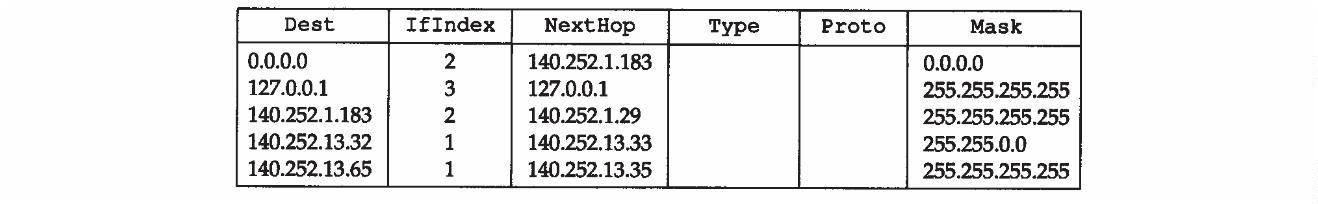 Dest IfIndex NextHop Type Proto Mask
0.0.0.0 2 140.252.1.183 0.0.0.0
127.0.0.1 3 127.0.0.1 255.255.255.255
140.252.1.183 2 140.252.1.29 255.255.255.255
140.252.13.32 1 140.252.13.33 255.255.0.0
140.252.13.65 1 140.252.13.35 255.255.255.255